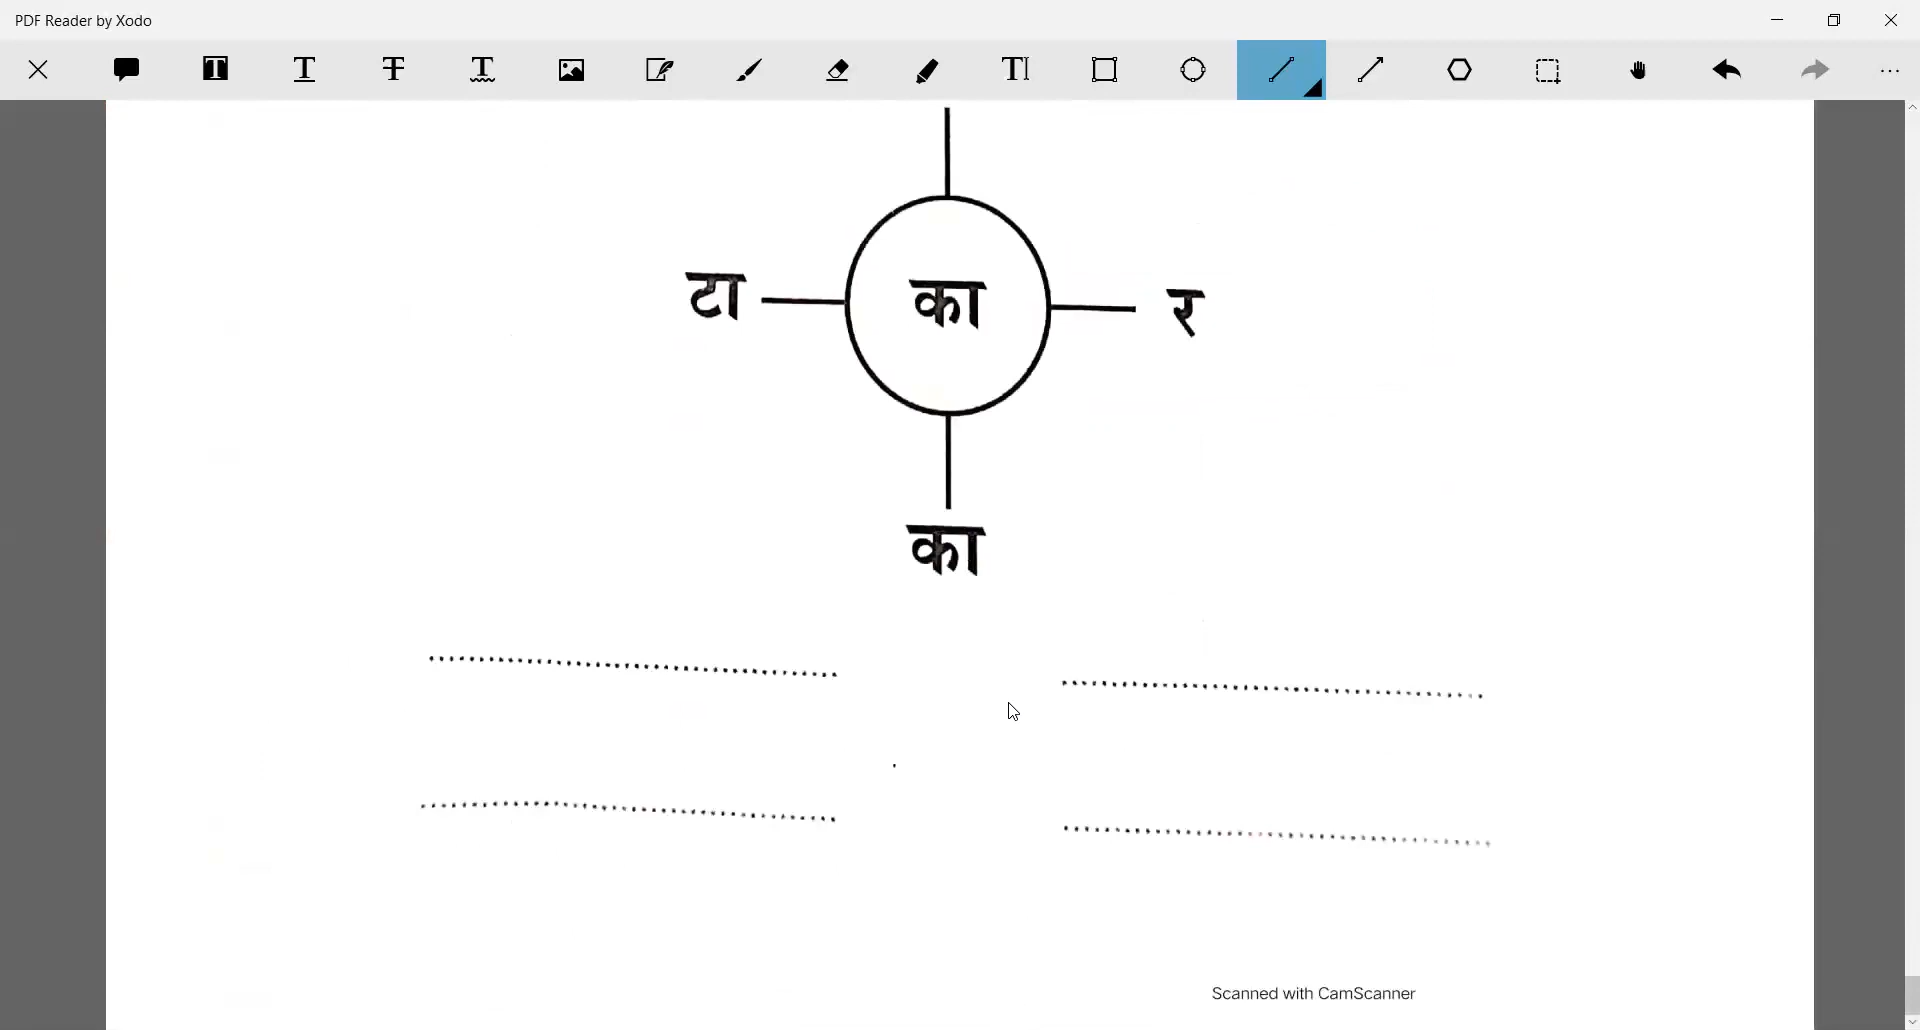 PDF Reader by Xodo
टा का र
का
Scanned with CamScanner